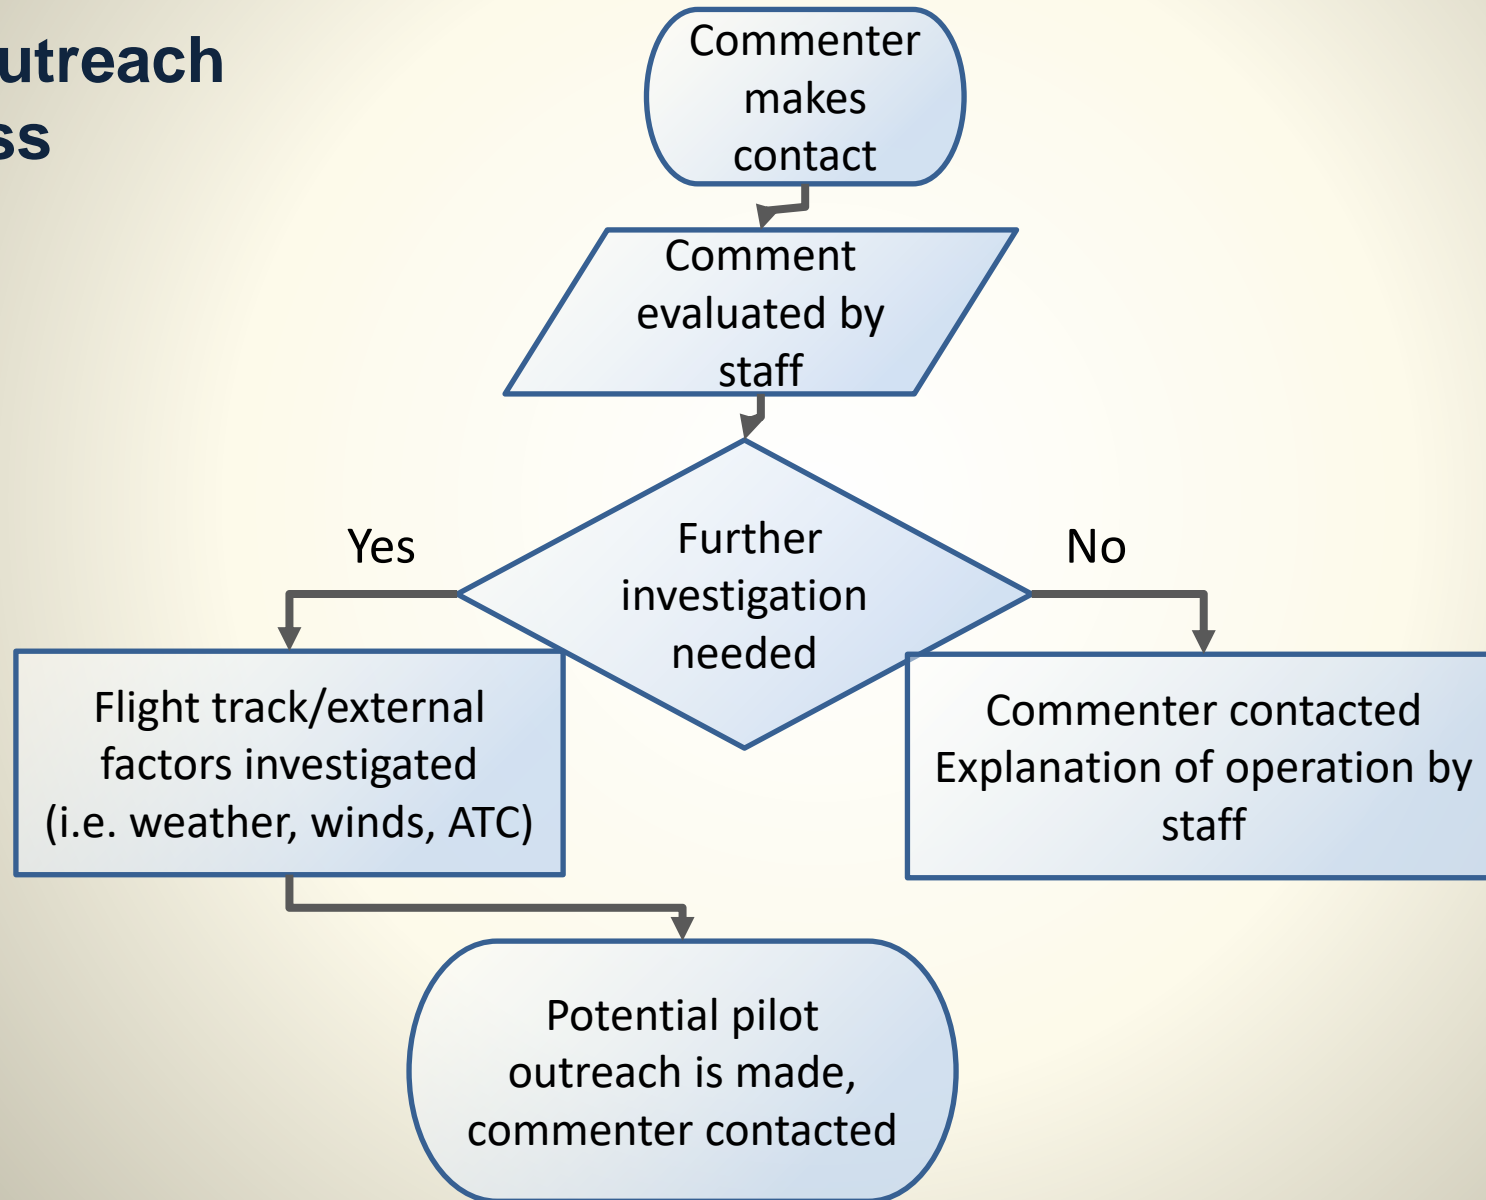 utreach
ss
Commenter
makes
contact
Comment
evaluated by
staff
Further
investigation
needed
Yes
No
Flight track/external
factors investigated
(i.e. weather, winds, ATC)
Commenter contacted
Explanation of operation by
staff
Potential pilot
outreach is made,
commenter contacted